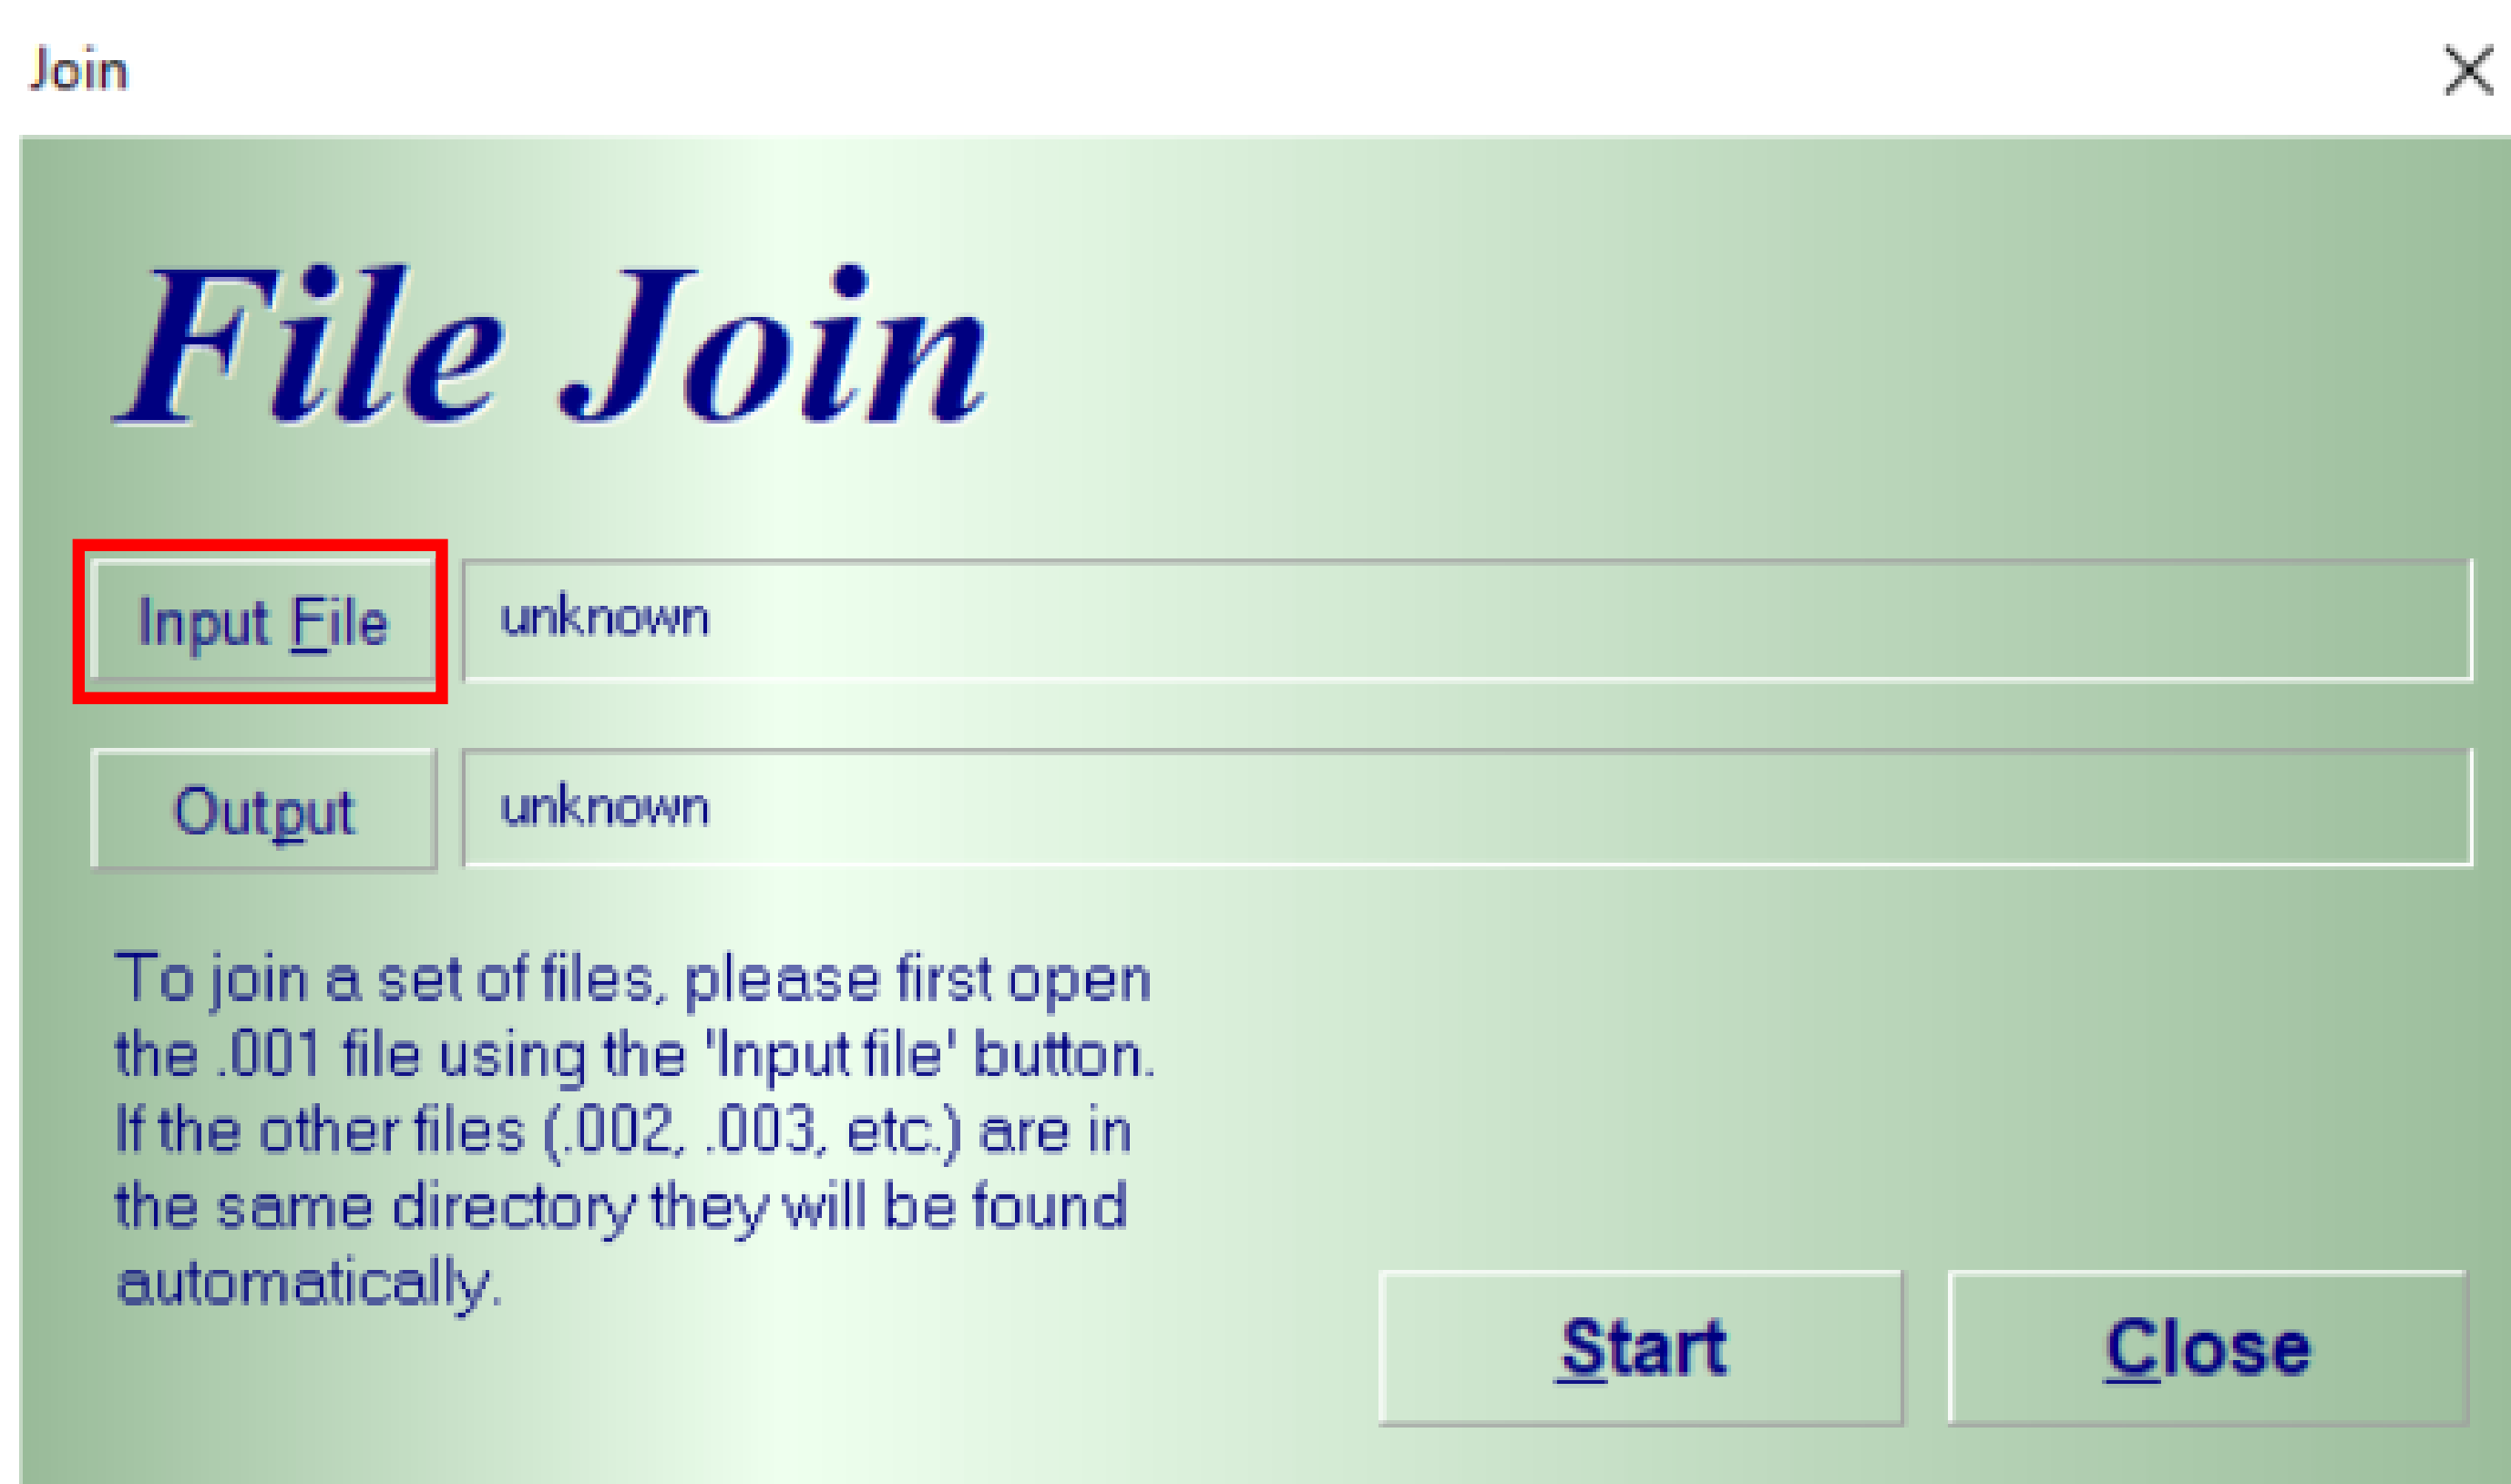 Join
File Join
Input File
unknown
Output
unknown
To join a set of files, please first open
the .001 file using the 'Input file' button.
If the other files (.002, .003, etc.) are in
the same directory they will be found
automatically.
Start
Close